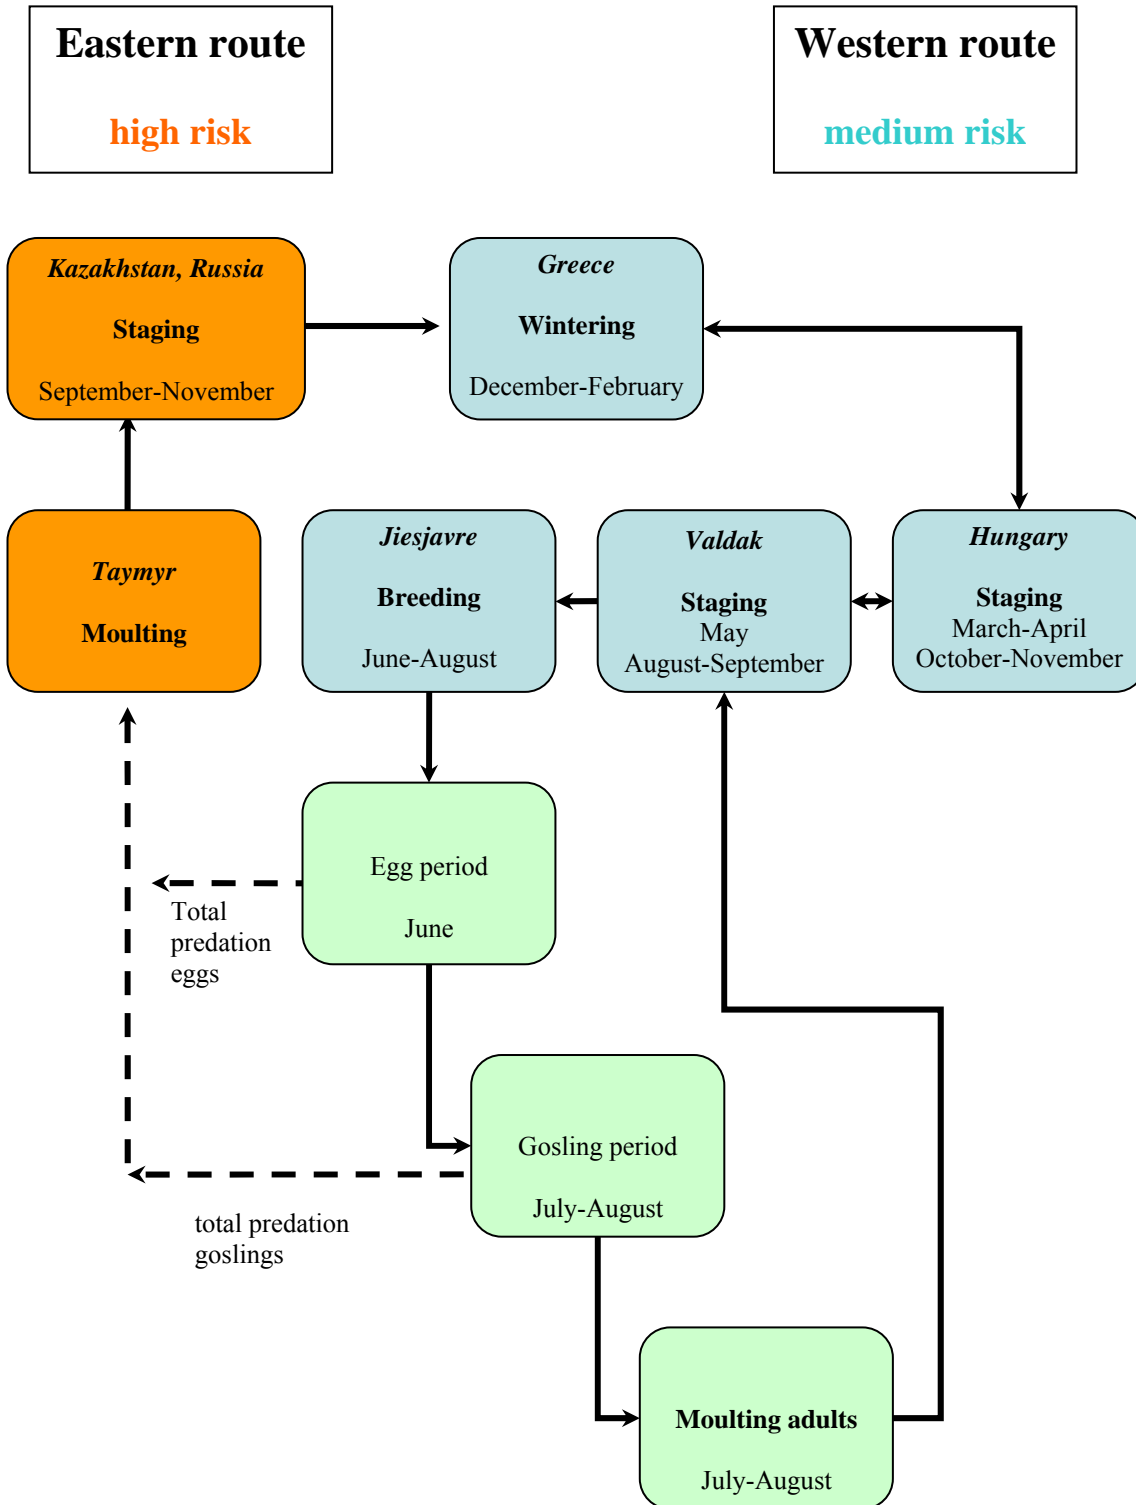 Eastern route
high risk
Western route
medium risk
Kazakhstan, Russia
Staging
September-November
Greece
Wintering
December-February
Taymyr
Moulting
Jiesjavre
Breeding
June-August
Valdak
Staging
May
August-September
Hungary
Staging
March-April
October-November
Egg period
June
Total
predation
eggs
Gosling period
July-August
total predation
goslings
Moulting adults
July-August